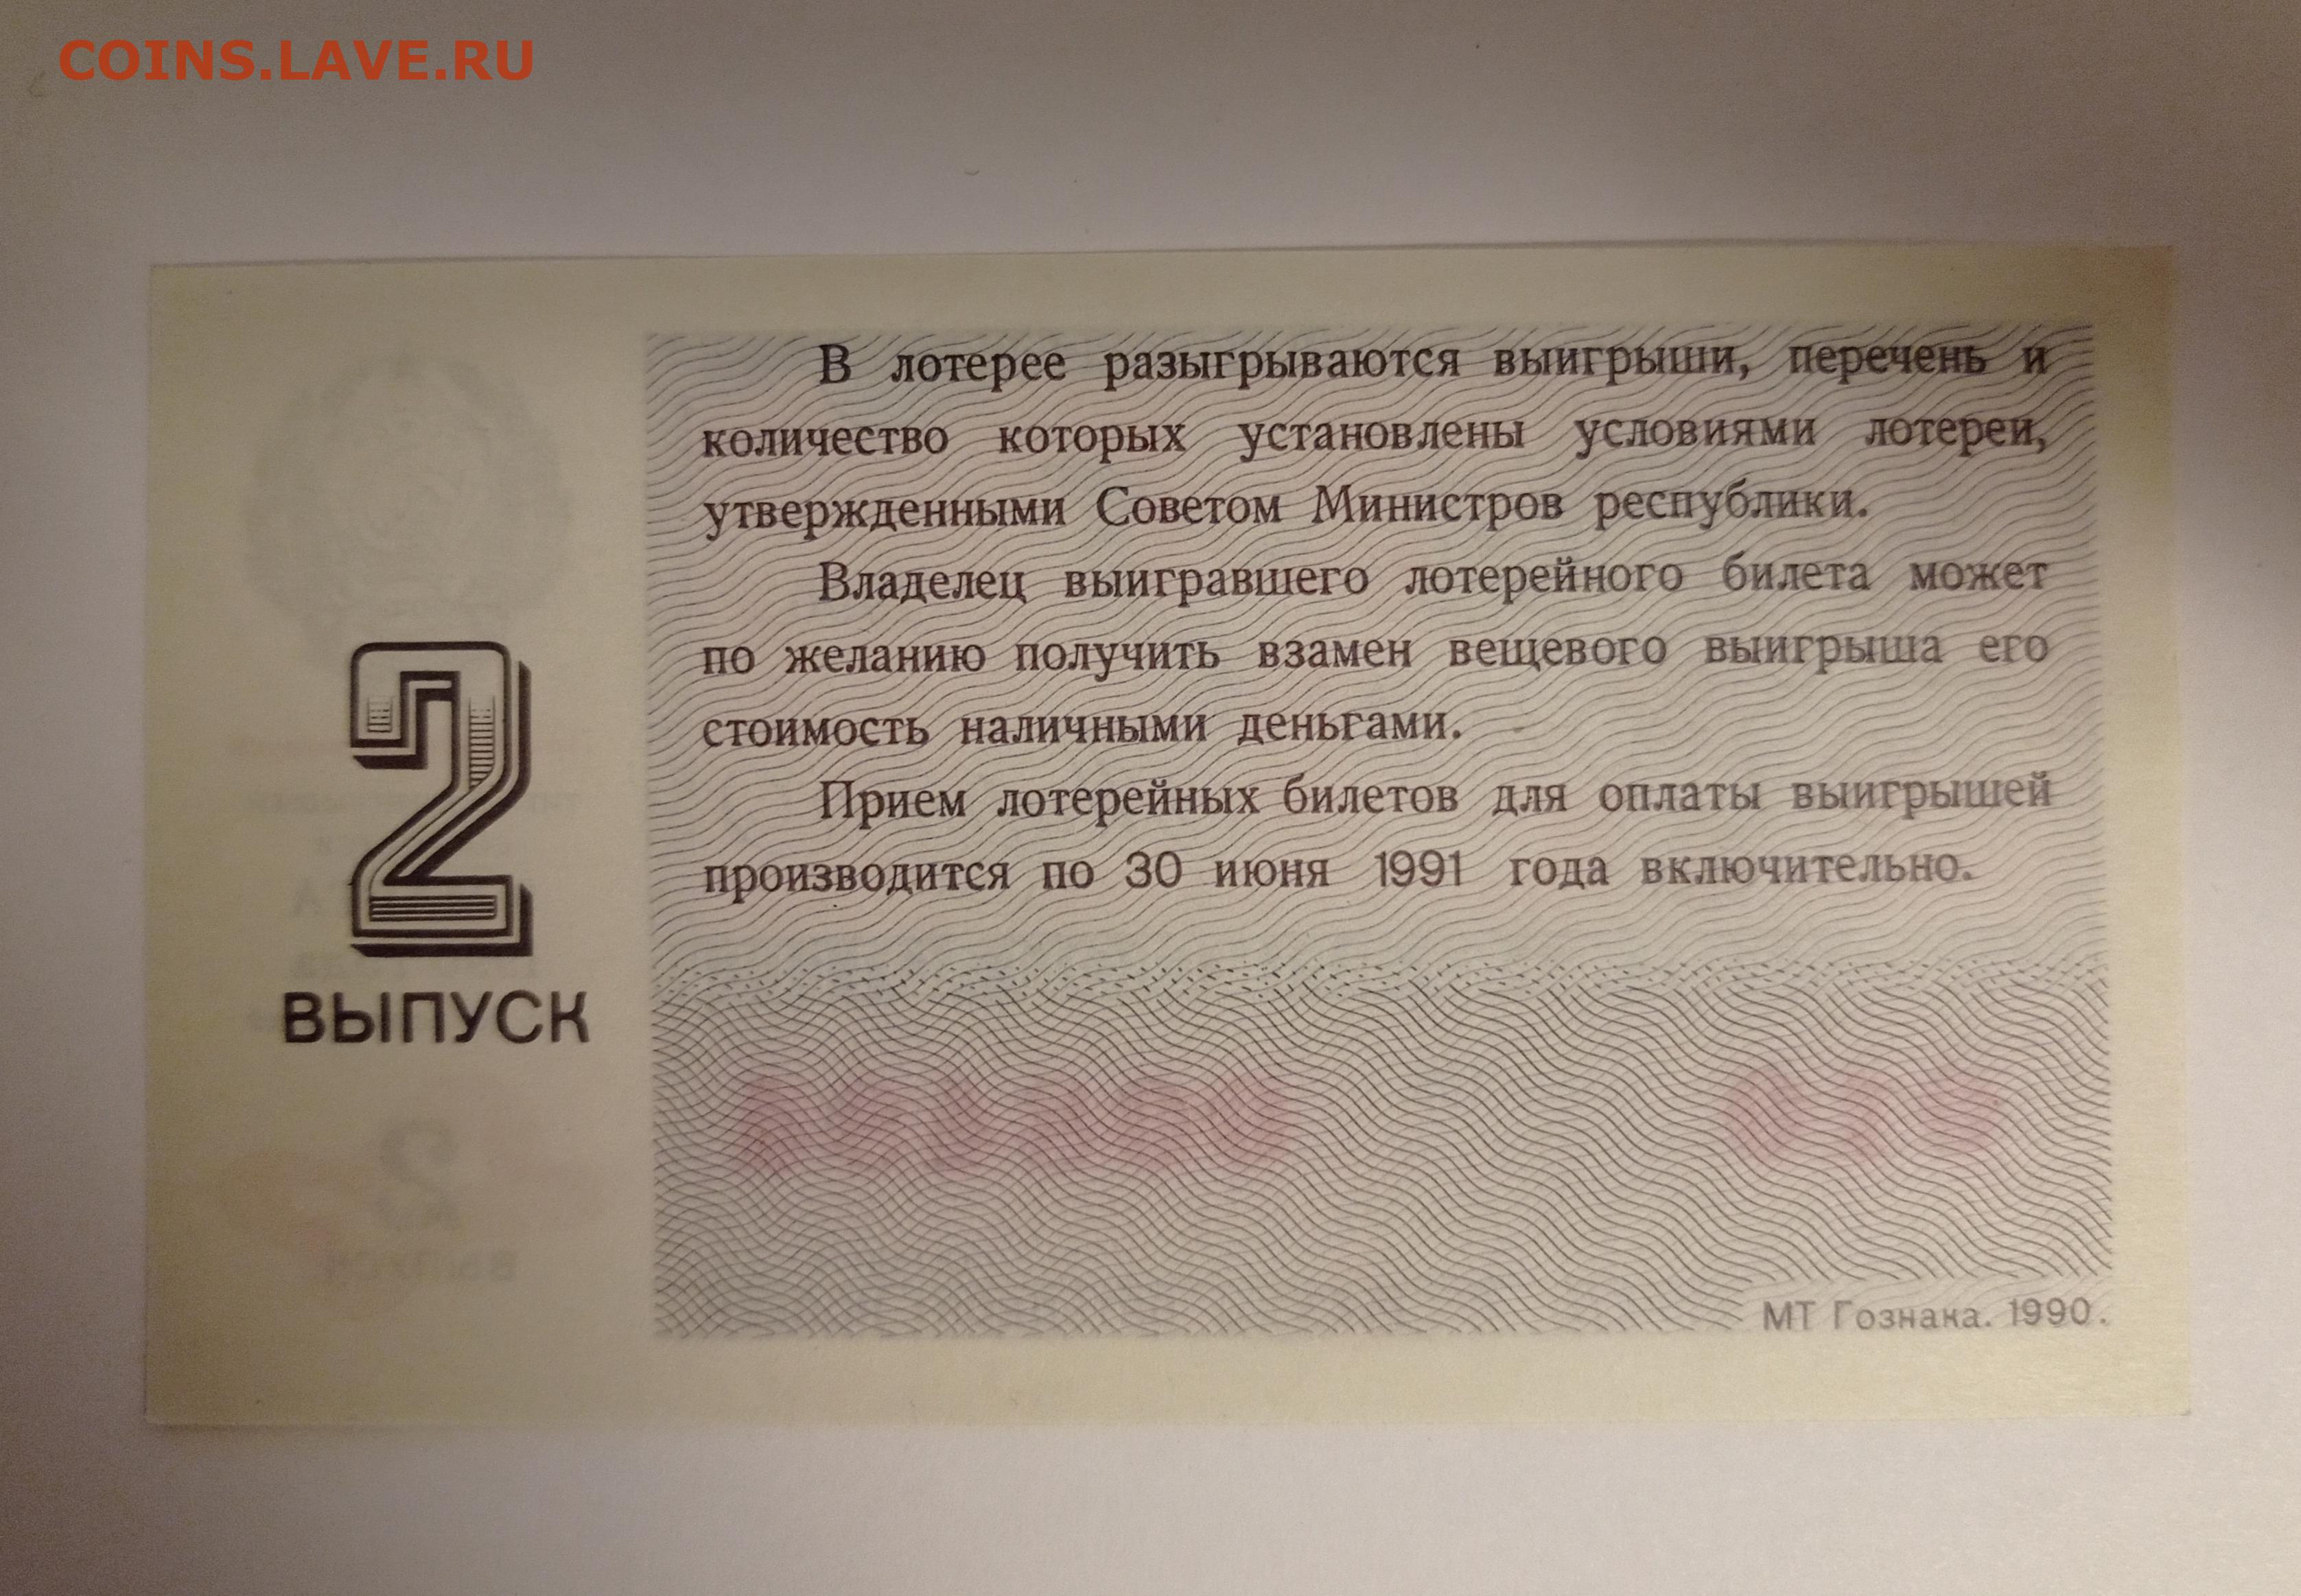 COINS.LAVE.RU
В лотерее разыгрываются выигрыши, перечень и
количество которых установлены условиями лотереи,
утвержденными Советом Министров республики.
Владелец выигравшего лотерейного билета может
по желанию получить взамен вещевого выигрыша его
стоимость наличными деньгами.
Прием лотерейных билетов для оплаты выигрышей
производится по 30 июня 1991 года включительно.
2
ВЫПУСК
МТ Гознака. 1990.